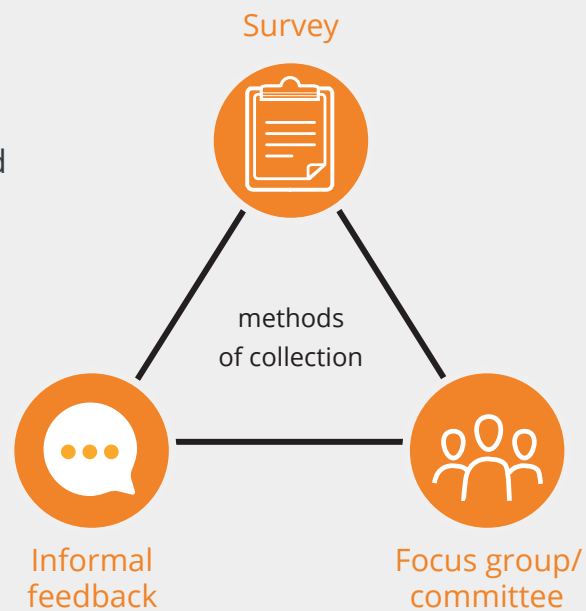 Survey
methods
of collection
Informal
feedback
Focus group/
committee